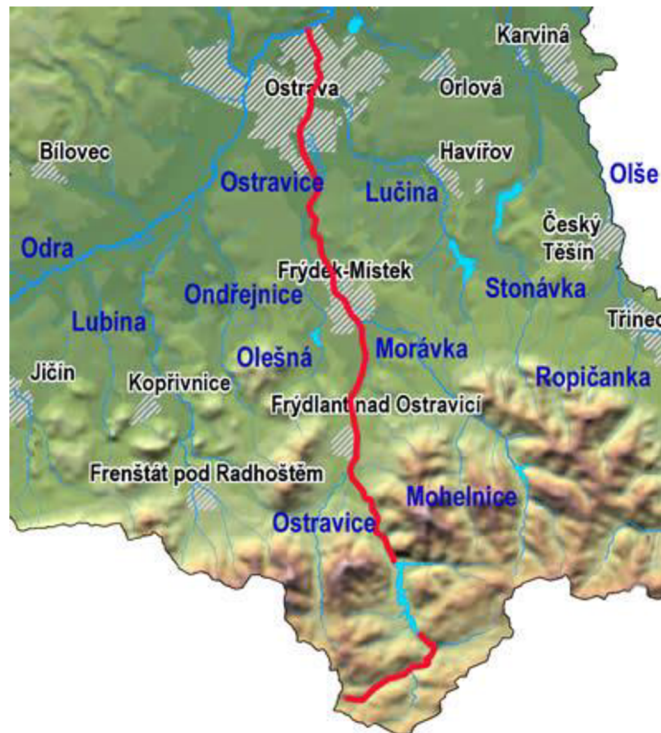 Karviná
Ostrava
Orlová
Bílovec
Havířov
Olše
Ostravice
Lučina
Český
Těšín
Odra
Frýdek-Místek
Ondřejnice
Stonávka
Lubina
Třinec
Olešná
Morávka
Jičín
Kopřivnice
Ropičanka
Frýdlant nad Ostravicí
Frenštát pod Radhoštěm
Mohelnice
Ostravice